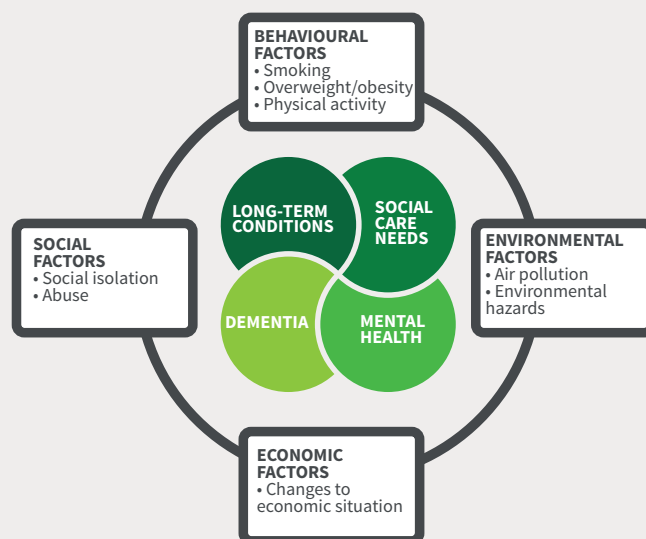 BEHAVIOURAL
FACTORS
• Smoking
• Overweight/obesity
• Physical activity
LONG-TERM
CONDITIONS
SOCIAL
CARE
NEEDS
SOCIAL
FACTORS
• Social isolation
• Abuse
ENVIRONMENTAL
FACTORS
• Air pollution
• Environmental
hazards
DEMENTIA
MENTAL
HEALTH
ECONOMIC
FACTORS
• Changes to
economic situation